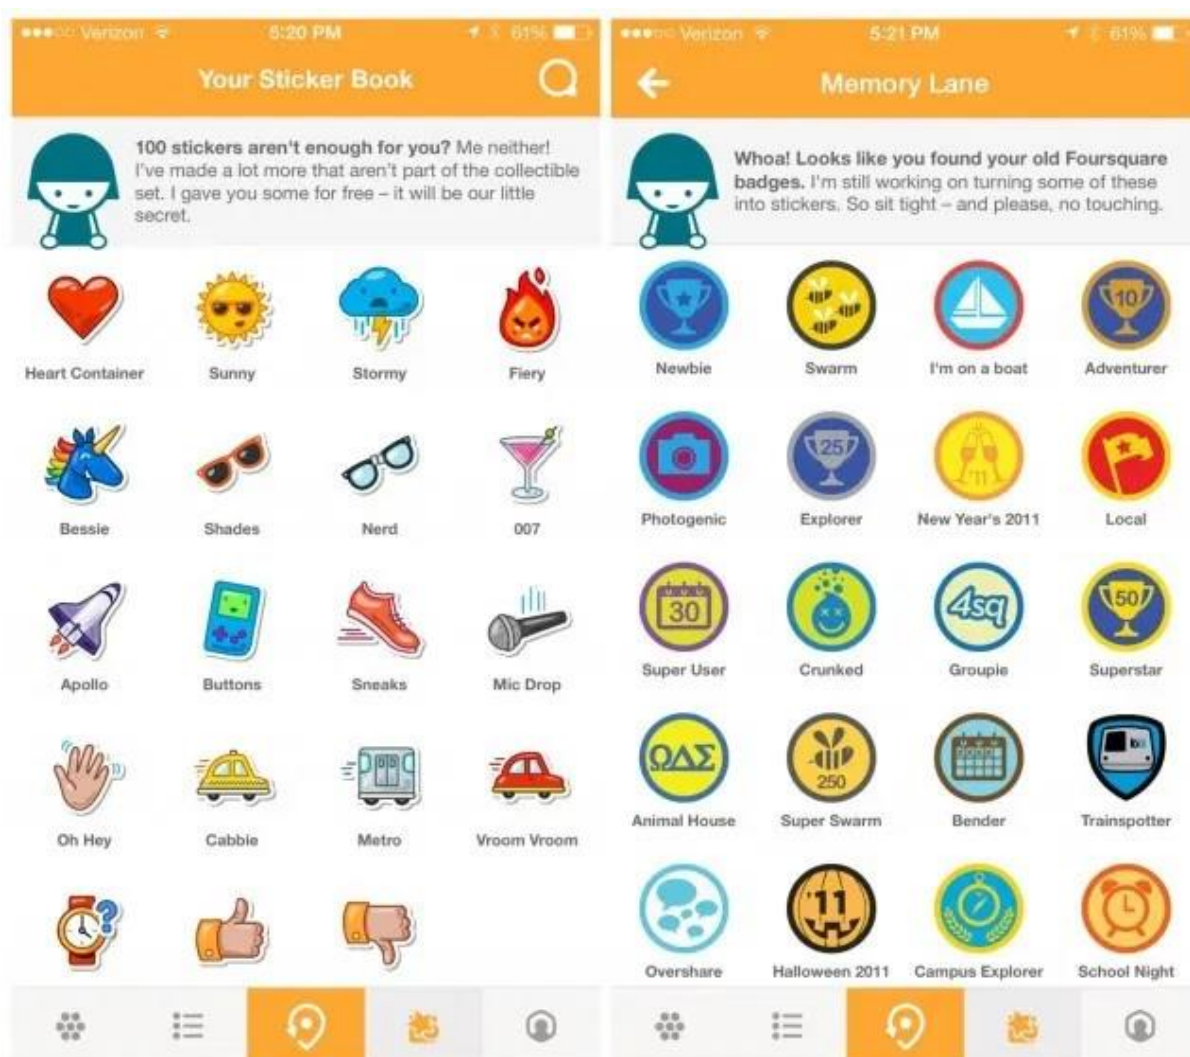 Verizon 5:20 PM 61%
Your Sticker Book
100 stickers aren't enough for you? Me neither!
I've made a lot more that aren't part of the collectible
set. I gave you some for free – it will be our little
secret.
Heart Container Sunny Stormy Fiery
Bessie Shades Nerd 007
Apollo Buttons Sneaks Mic Drop
Oh Hey Cabbie Metro Vroom Vroom
?
Verizon 5:21 PM 61%
Memory Lane
Whoa! Looks like you found your old Foursquare
badges. I'm still working on turning some of these
into stickers. So sit tight – and please, no touching.
10
Newbie Swarm I'm on a boat Adventurer
25 '11
Photogenic Explorer New Year's 2011 Local
30 4sq 50
Super User Crunked Groupie Superstar
ΩΔΣ 250
Animal House Super Swarm Bender Trainspotter
'11
Overshare Halloween 2011 Campus Explorer School Night